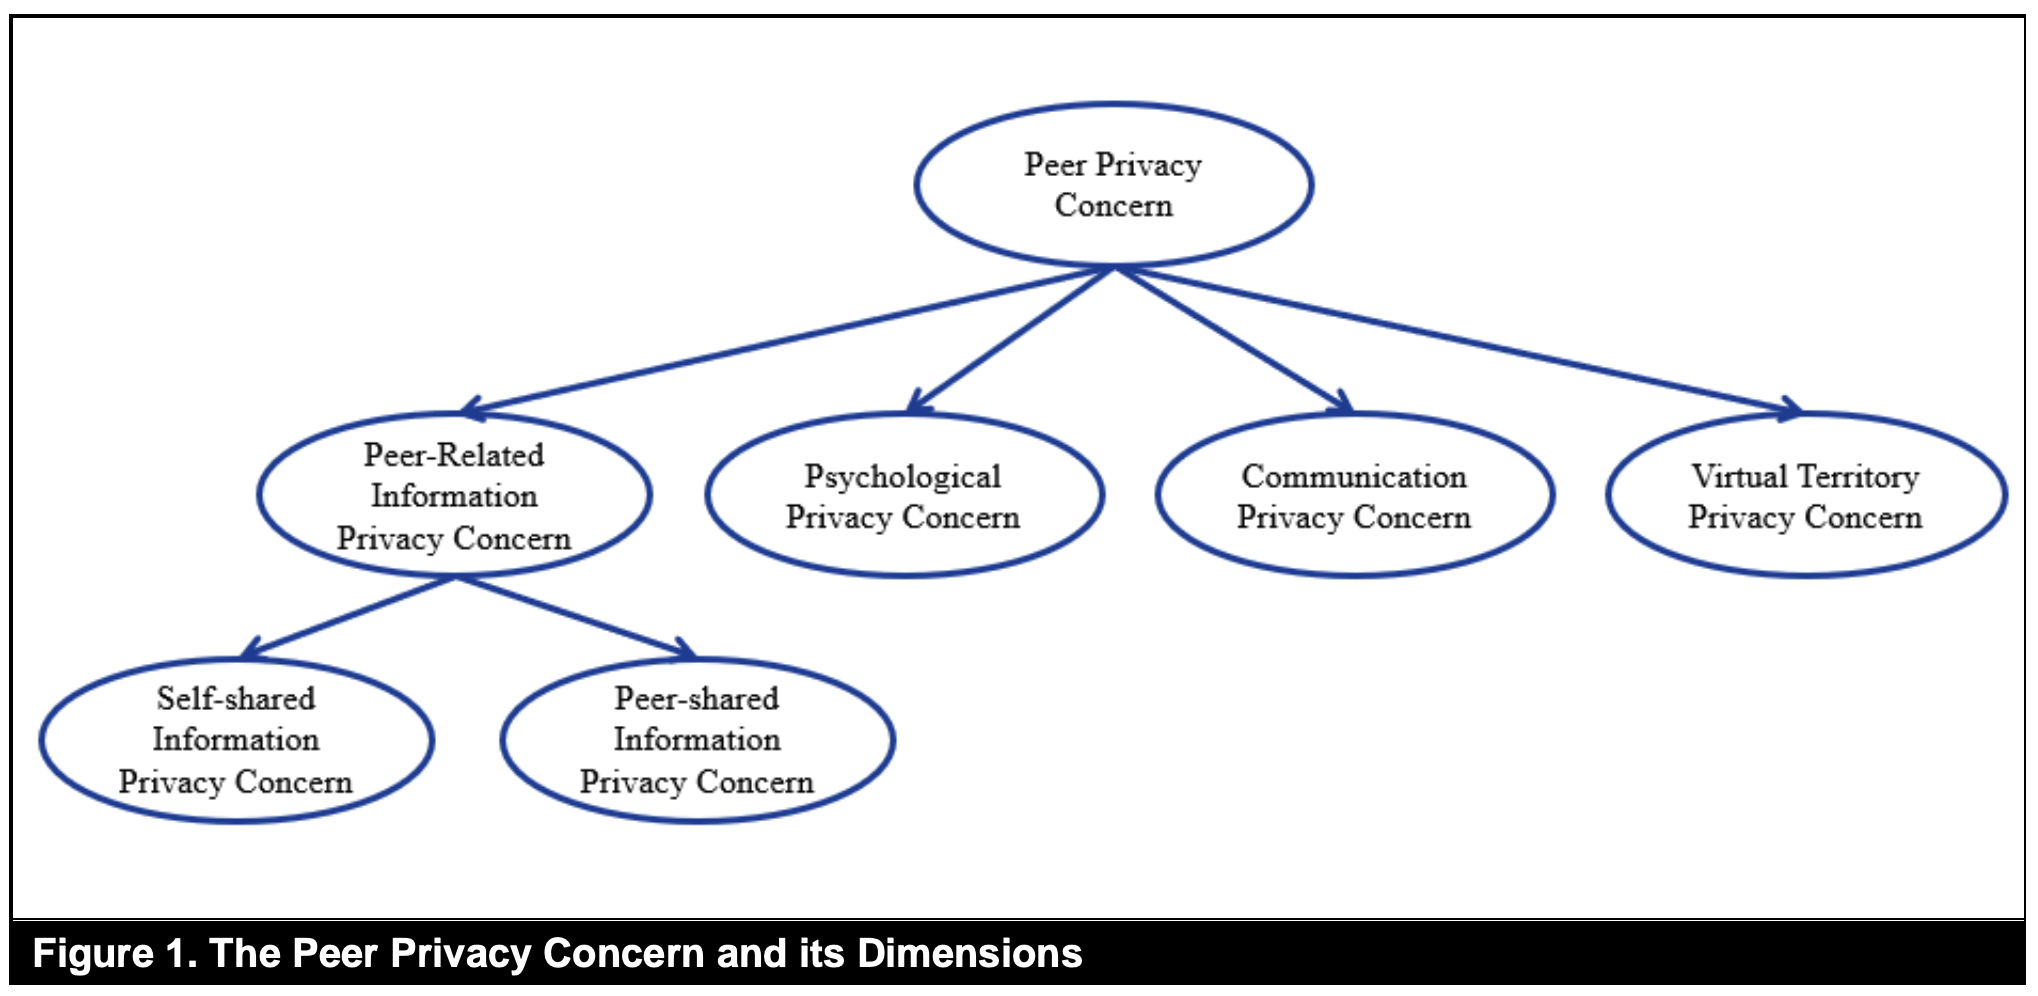 Peer Privacy
Concern
Peer-Related
Information
Privacy Concern
Psychological
Privacy Concern
Communication
Privacy Concern
Virtual Territory
Privacy Concern
Self-shared
Information
Privacy Concern
Peer-shared
Information
Privacy Concern
Figure 1. The Peer Privacy Concern and its Dimensions